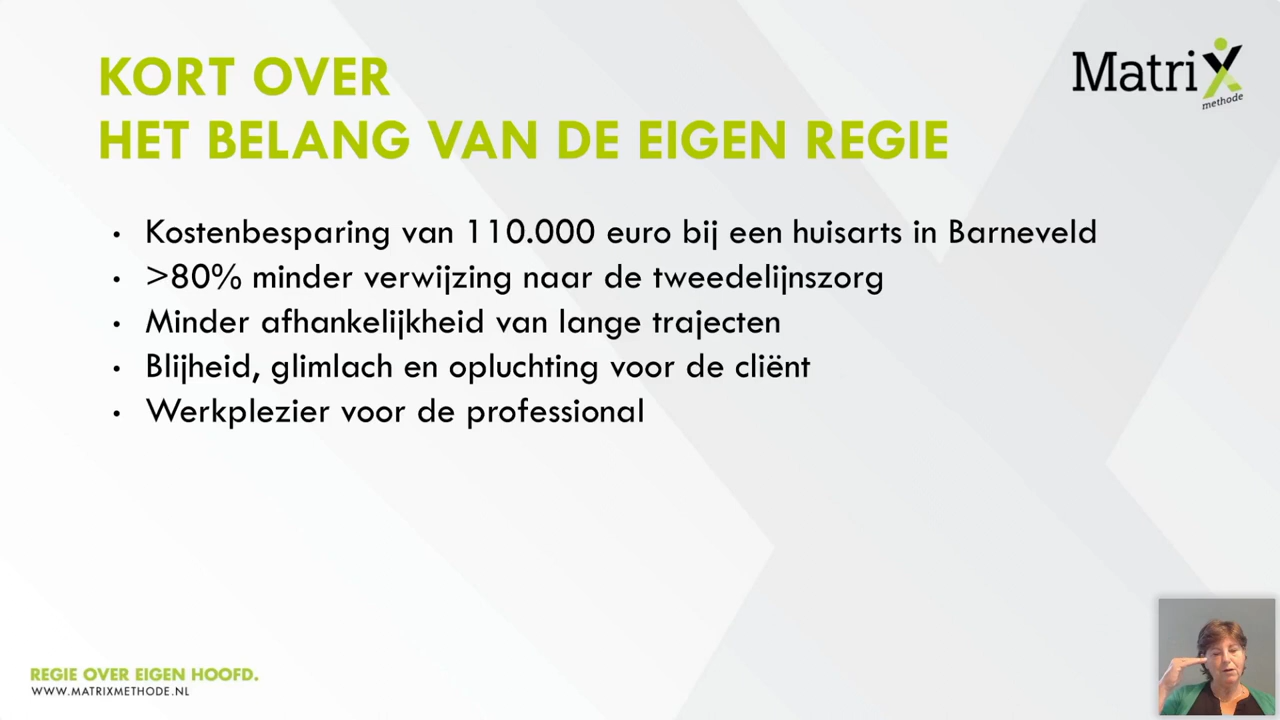 KORT OVER
HET BELANG VAN DE EIGEN REGIE
MatriX
methode
• Kostenbesparing van 110.000 euro bij een huisarts in Barneveld
• >80% minder verwijzing naar de tweedelijnszorg
• Minder afhankelijkheid van lange trajecten
• Blijheid, glimlach en opluchting voor de cliënt
• Werkplezier voor de professional
REGIE OVER EIGEN HOOFD.
WWW.MATRIXMETHODE.NL